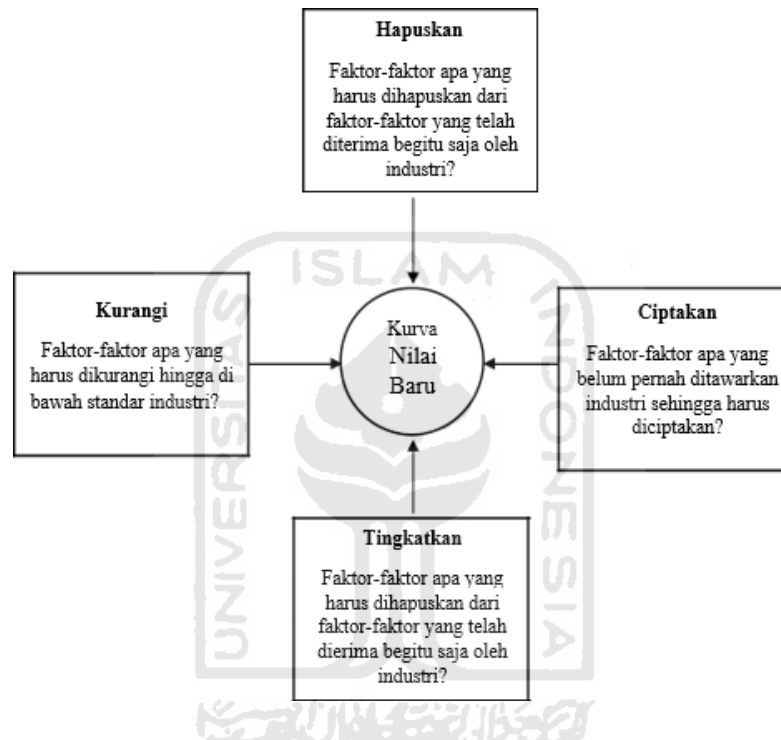 Hapuskan
Faktor-faktor apa yang
harus dihapuskan dari
faktor-faktor yang telah
diterima begitu saja oleh
industri?
Kurangi
Faktor-faktor apa yang
harus dikurangi hingga di
bawah standar industri?
Kurva
Nilai
Baru
Ciptakan
Faktor-faktor apa yang
belum pernah ditawarkan
industri sehingga harus
diciptakan?
Tingkatkan
Faktor-faktor apa yang
harus dihapuskan dari
faktor-faktor yang telah
dierima begitu saja oleh
industri?
ISLAM
UNIVERSITAS
INDONESIA